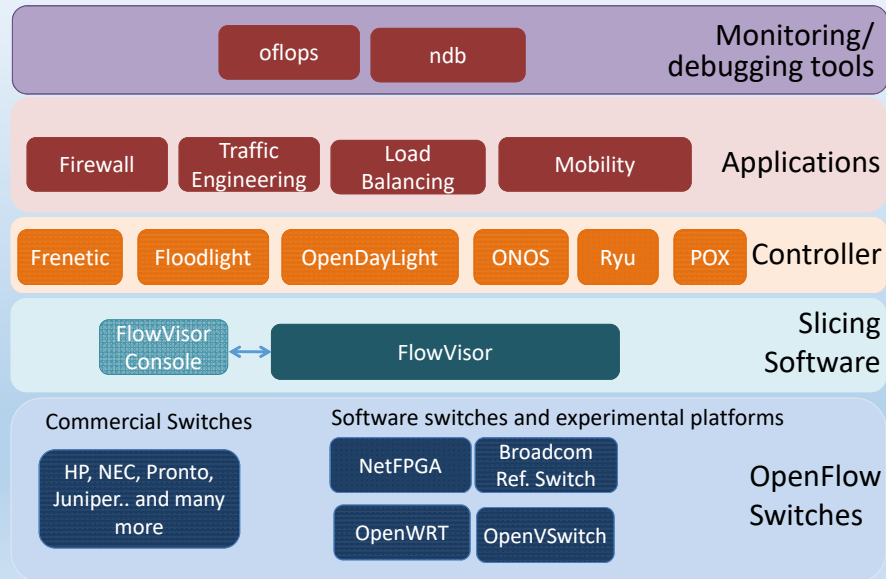 oflops
ndb
Monitoring/
debugging tools
Firewall
Traffic
Engineering
Load
Balancing
Mobility
Applications
Frenetic
Floodlight
OpenDayLight
ONOS
Ryu
POX
Controller
FlowVisor
Console
FlowVisor
Slicing
Software
Commercial Switches
HP, NEC, Pronto,
Juniper.. and many
more
Software switches and experimental platforms
NetFPGA
Broadcom
Ref. Switch
OpenWRT
OpenVSwitch
OpenFlow
Switches